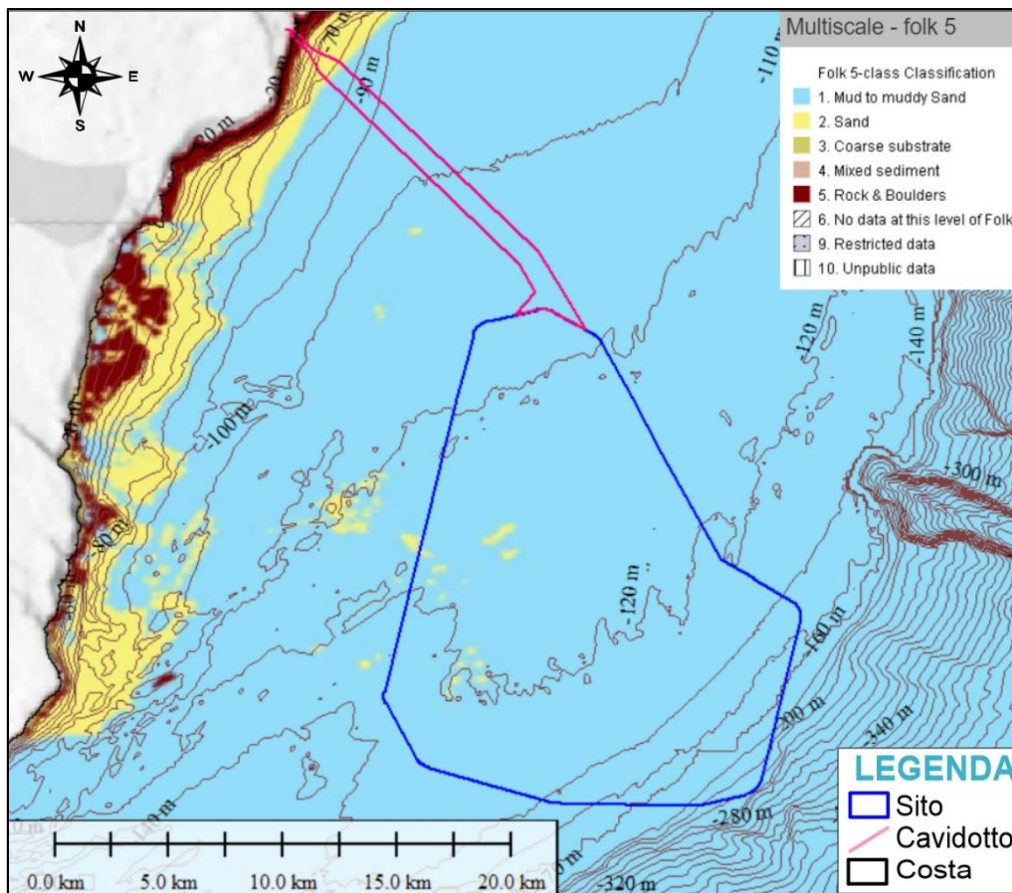 N
W
E
S
Multiscale - folk 5
Folk 5-class Classification
1. Mud to muddy Sand
2. Sand
3. Coarse substrate
4. Mixed sediment
5. Rock & Boulders
6. No data at this level of Folk
9. Restricted data
10. Unpublic data
-70 m
-20 m
-90 m
-110 m
-120 m
-140 m
-100 m
-300 m
-80 m
-120 m
-160 m
-200 m
-340 m
-280 m
-320 m
LEGENDA
Sito
Cavidotto
Costa
0.0 km
5.0 km
10.0 km
15.0 km
20.0 km